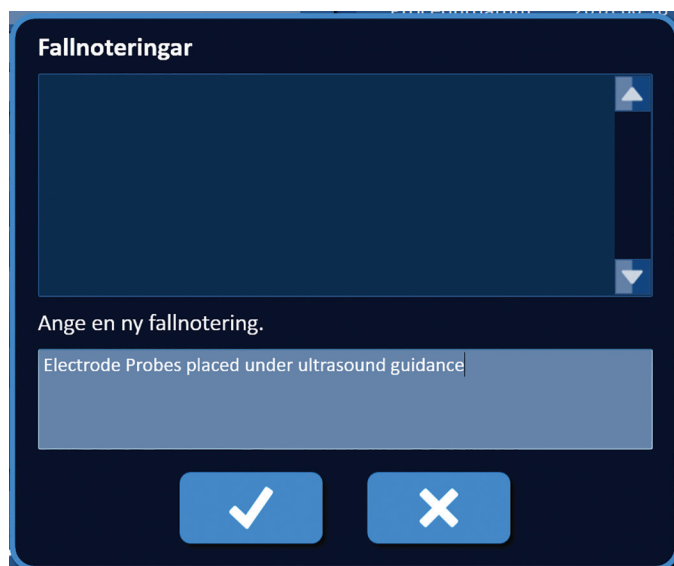 Fallnoteringar
Ange en ny fallnotering.
Electrode Probes placed under ultrasound guidance